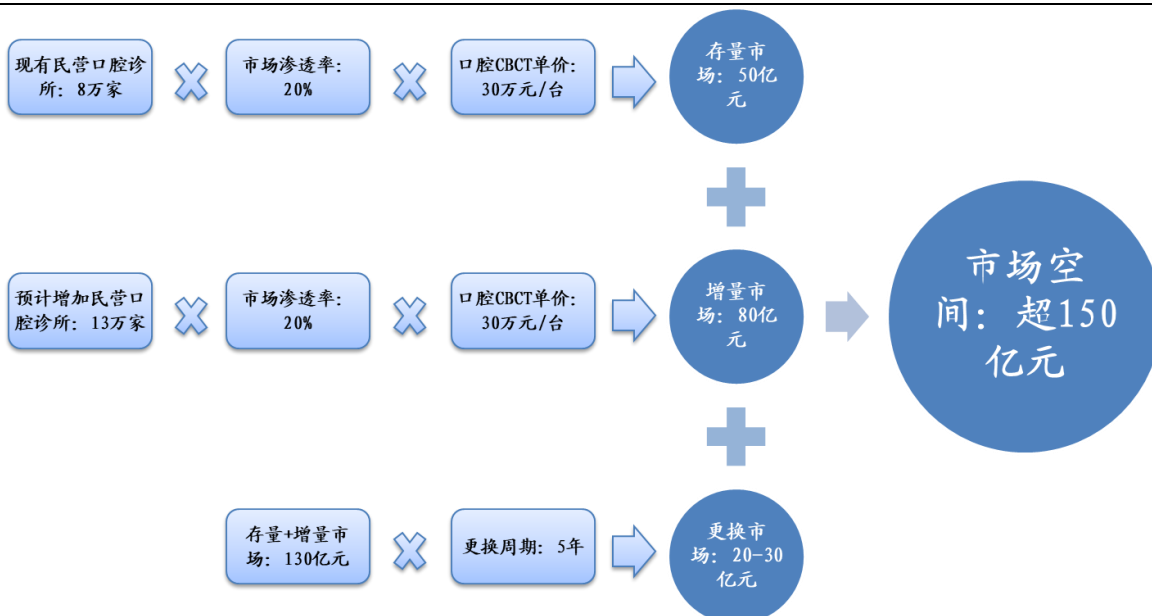 现有民营口腔诊
所：8万家
市场渗透率：
20%
口腔CBCT单价：
30万元/台
存量市
场：50亿
元
预计增加民营口
腔诊所：13万家
市场渗透率：
20%
口腔CBCT单价：
30万元/台
增量市
场：80亿
元
市场空
间：超150
亿元
存量+增量市
场：130亿元
更换周期：5年
更换市
场：20-30
亿元